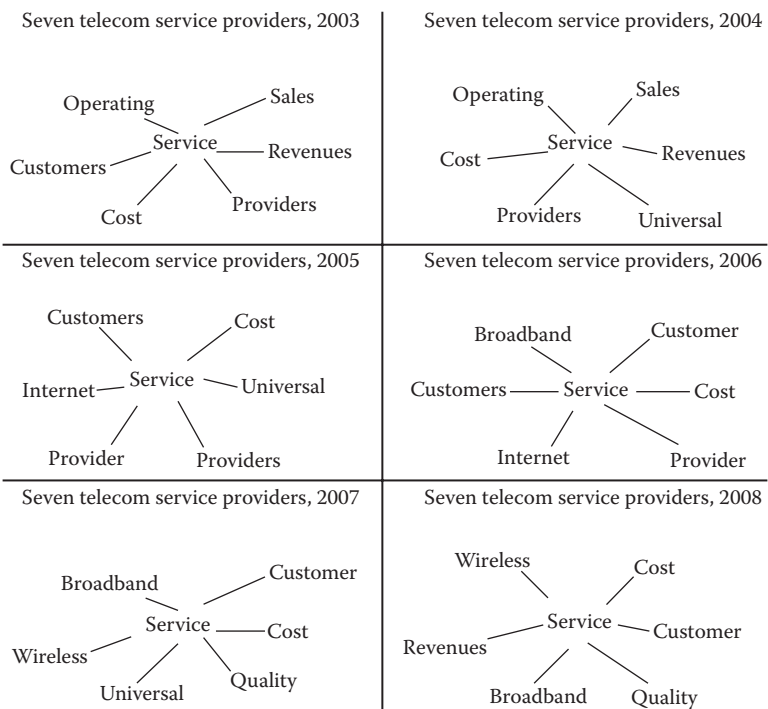 Seven telecom service providers, 2003
Operating
Sales
Service
Customers
Revenues
Cost
Providers
Seven telecom service providers, 2004
Operating
Sales
Service
Cost
Revenues
Providers
Universal
Seven telecom service providers, 2005
Customers
Cost
Service
Internet
Universal
Provider
Providers
Seven telecom service providers, 2006
Broadband
Customer
Customers
Service
Cost
Internet
Provider
Seven telecom service providers, 2007
Broadband
Customer
Service
Cost
Wireless
Universal
Quality
Seven telecom service providers, 2008
Wireless
Cost
Service
Customer
Revenues
Broadband
Quality